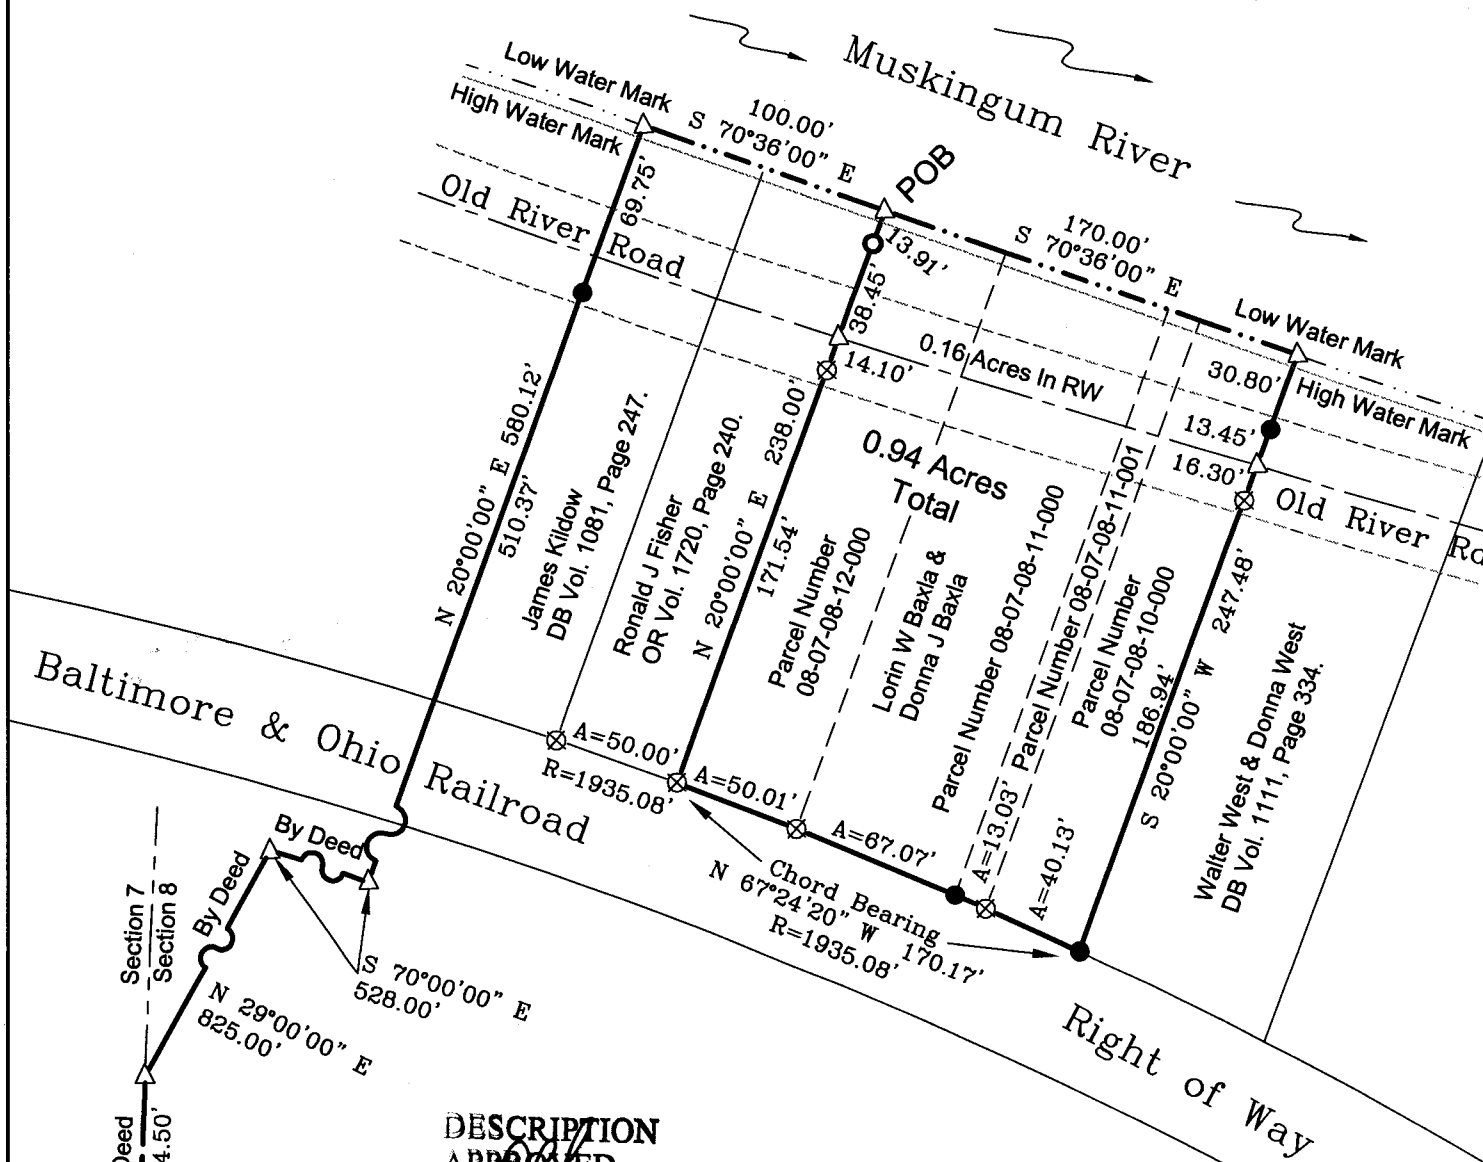 Muskingum River
Low Water Mark
High Water Mark
100.00'
S 70°36'00" E
POB
170.00'
S 70°36'00" E
Low Water Mark
High Water Mark
Old River Road
69.75'
13.91'
38.45'
14.10'
0.16 Acres In RW
30.80'
13.45'
16.30'
Old River Ro
N 20°00'00" E 580.12'
510.37'
James Kildow
DB Vol. 1081, Page 247.
Ronald J Fisher
OR Vol. 1720, Page 240.
N 20°00'00" E 238.00'
171.54'
0.94 Acres
Total
Parcel Number
08-07-08-12-000
Lorin W Baxla &
Donna J Baxla
Parcel Number 08-07-08-11-000
Parcel Number 08-07-08-11-001
Parcel Number
08-07-08-10-000
186.94'
S 20°00'00" W 247.48'
Walter West & Donna West
DB Vol. 1111, Page 334.
Baltimore & Ohio Railroad
A=50.00'
R=1935.08'
A=50.01'
A=67.07'
A=13.03'
A=40.13'
Chord Bearing
N 67°24'20" W 170.17'
R=1935.08'
Right of Way
By Deed
By Deed
Section 7
Section 8
S 70°00'00" E
528.00'
N 29°00'00" E
825.00'
Deed
4.50'
DESCRIPTION
APPROVED